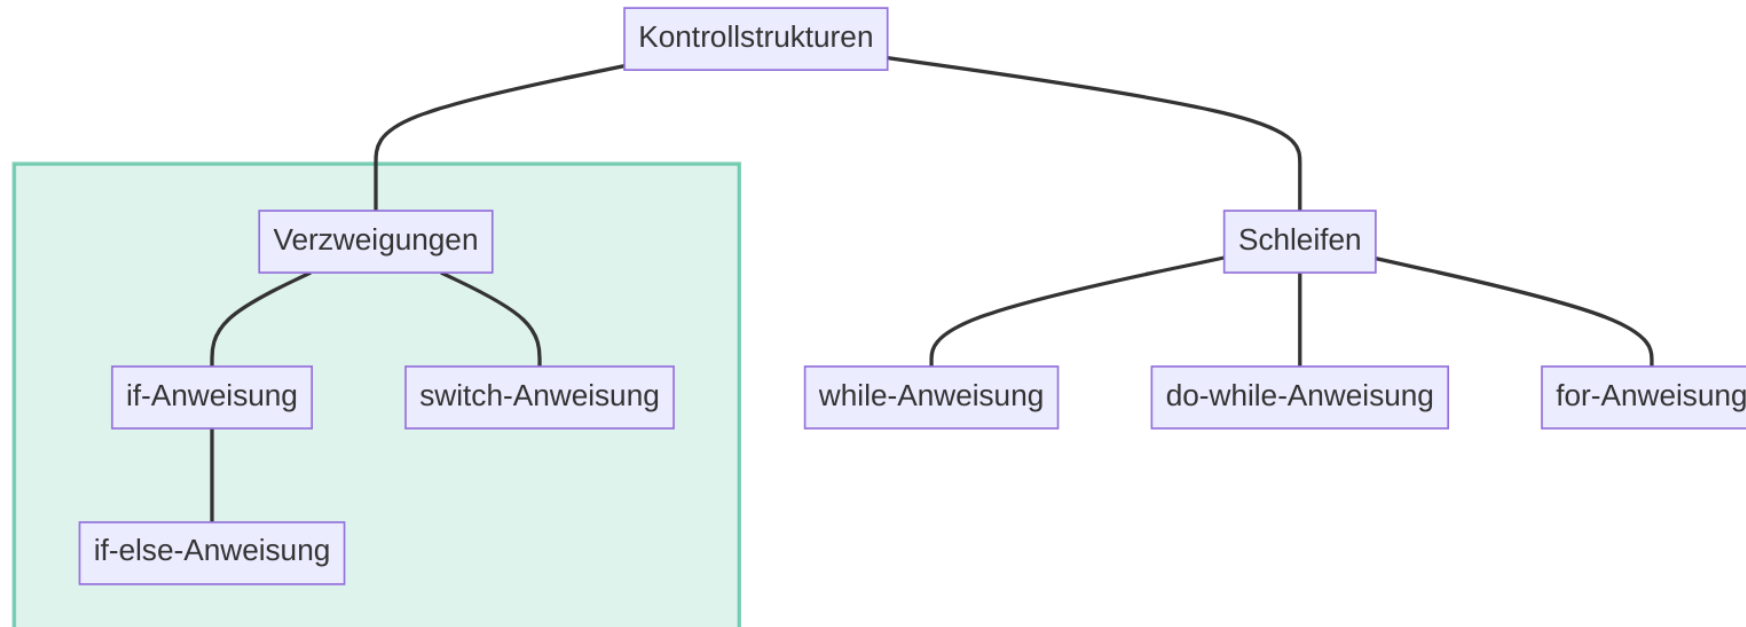 Kontrollstrukturen
Verzweigungen
Schleifen
if-Anweisung
switch-Anweisung
while-Anweisung
do-while-Anweisung
for-Anweisung
if-else-Anweisung